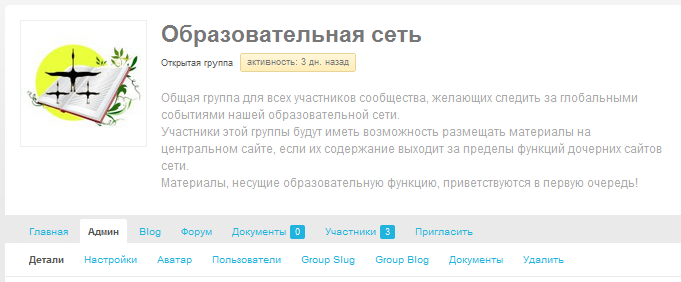 Образовательная сеть
Открытая группа активность: 3 дн. назад
Общая группа для всех участников сообщества, желающих следить за глобальными
событиями нашей образовательной сети.
Участники этой группы будут иметь возможность размещать материалы на
центральном сайте, если их содержание выходит за пределы функций дочерних сайтов
сети.
Материалы, несущие образовательную функцию, приветствуются в первую очередь!
Главная Админ Blog Форум Документы 0 Участники 3 Пригласить
Детали Настройки Аватар Пользователи Group Slug Group Blog Документы Удалить